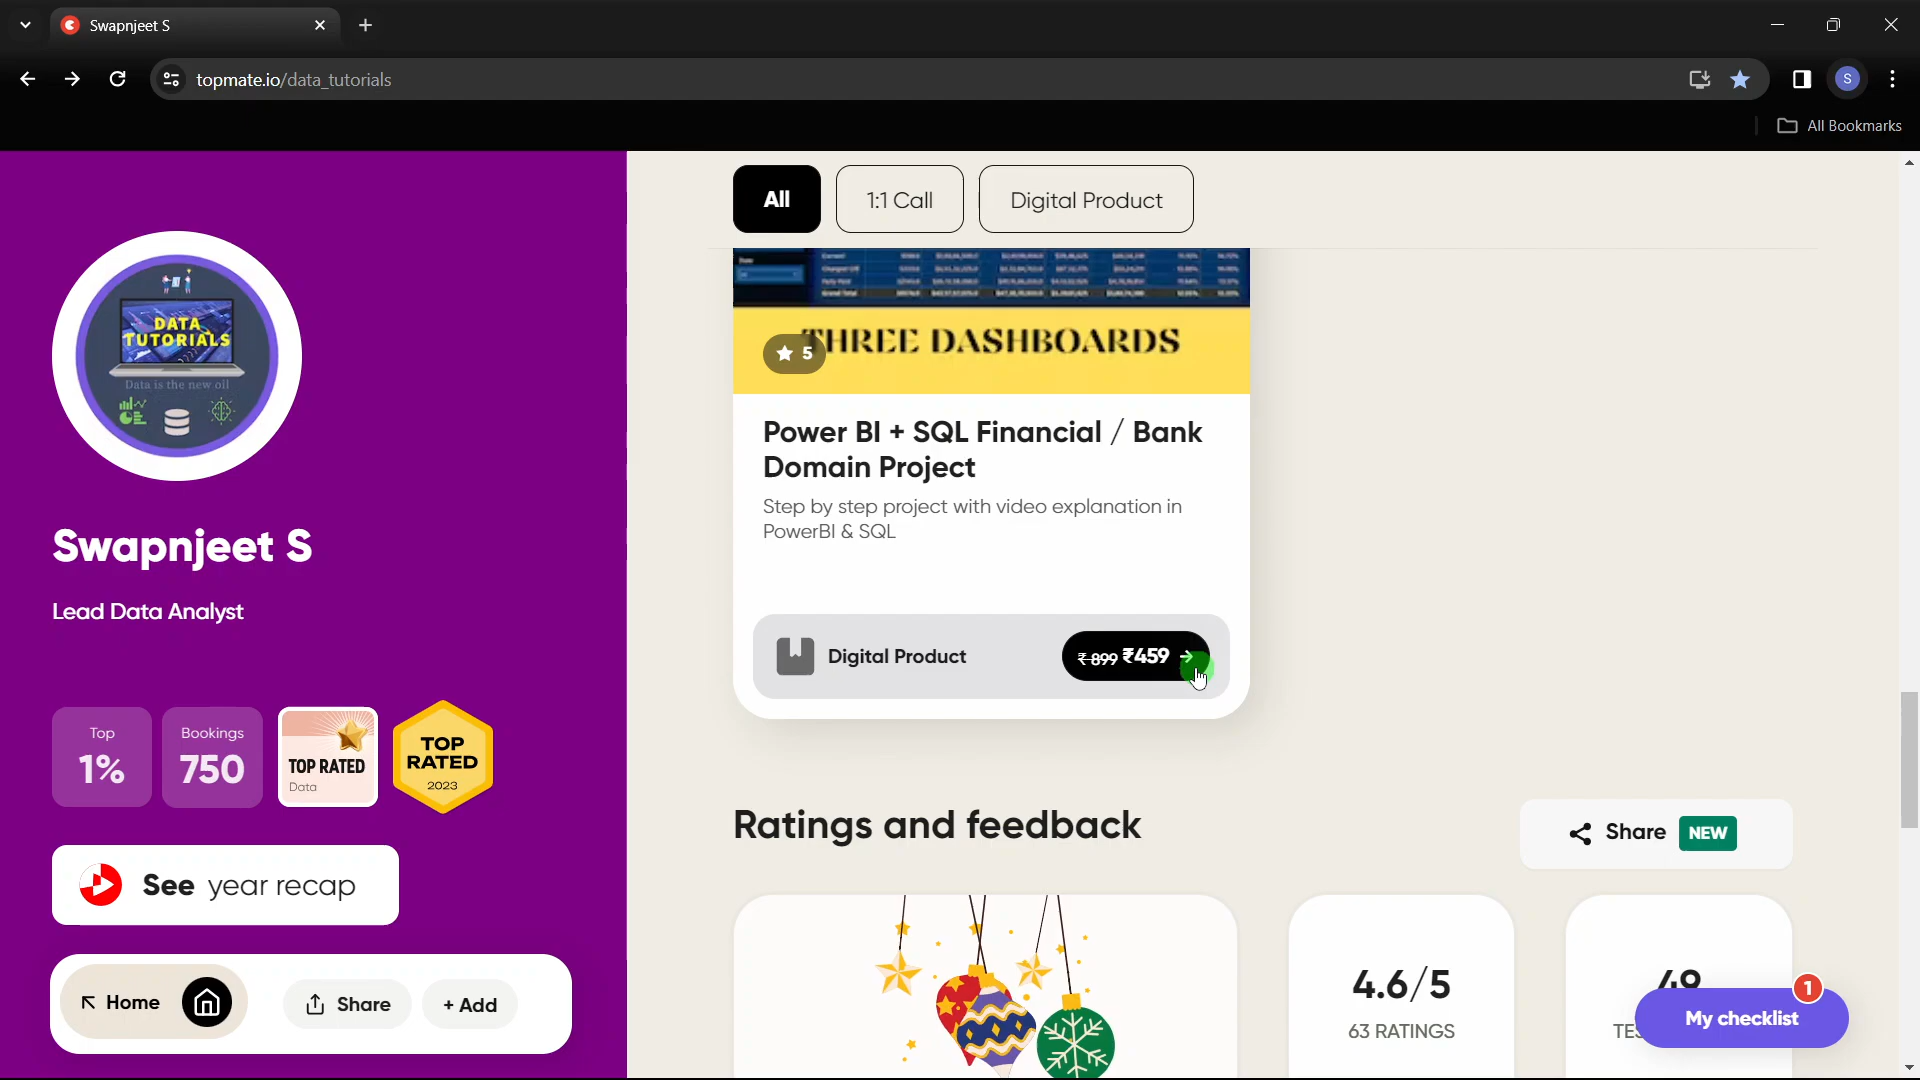 Swapnjeet S
topmate.io/data_tutorials
S
All Bookmarks
All
1:1 Call
Digital Product
DATA
TUTORIALS
Data is the new oil
Swapnjeet S
Lead Data Analyst
Top
1%
Bookings
750
TOP RATED
Data
TOP
RATED
2023
See year recap
Home
Share
+ Add
THREE DASHBOARDS
5
Power BI + SQL Financial / Bank
Domain Project
Step by step project with video explanation in
PowerBI & SQL
Digital Product
₹ 899 ₹459
Ratings and feedback
Share NEW
4.6/5
63 RATINGS
49
My checklist
1